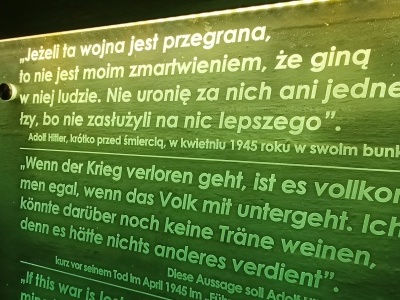 „Jeżeli ta wojna jest przegrana,
to nie jest moim zmartwieniem, że giną
w niej ludzie. Nie uronię za nich ani jedne
łzy, bo nie zasłużyli na nic lepszego”.
Adolf Hitler, krótko przed śmiercią, w kwietniu 1945 roku w swoim bunk
„Wenn der Krieg verloren geht, ist es vollkom
men egal, wenn das Volk mit untergeht. Ich
könnte darüber noch keine Träne weinen,
denn es hätte nichts anderes verdient”.
Diese Aussage soll Adolf
kurz vor seinem Tod im April 1945 im
„If this war is